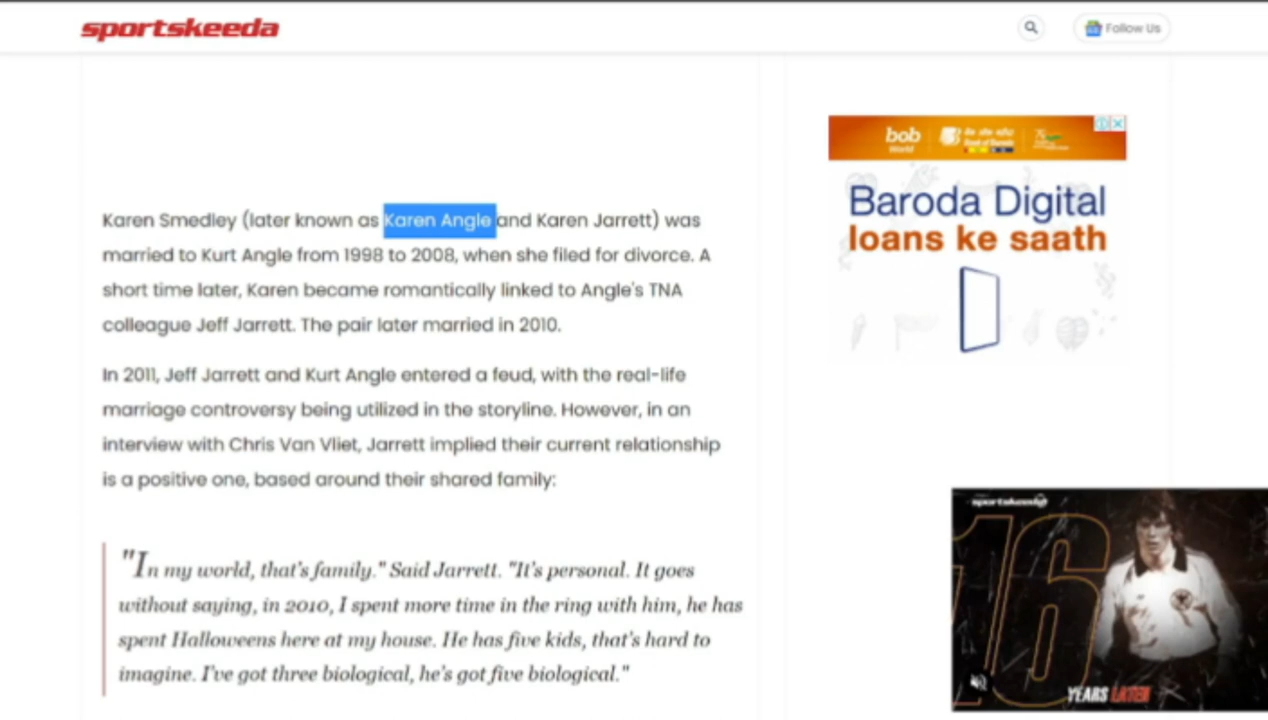 sportskeeda
Follow Us
Karen Smedley (later known as Karen Angle and Karen Jarrett) was
married to Kurt Angle from 1998 to 2008, when she filed for divorce. A
short time later, Karen became romantically linked to Angle's TNA
colleague Jeff Jarrett. The pair later married in 2010.
In 2011, Jeff Jarrett and Kurt Angle entered a feud, with the real-life
marriage controversy being utilized in the storyline. However, in an
interview with Chris Van Vliet, Jarrett implied their current relationship
is a positive one, based around their shared family:
"In my world, that's family." Said Jarrett. "It's personal. It goes
without saying, in 2010, I spent more time in the ring with him, he has
spent Halloweens here at my house. He has five kids, that's hard to
imagine. I've got three biological, he's got five biological."
bob
World
Baroda Digital
loans ke saath
sportskeeda
16
YEARS LATER